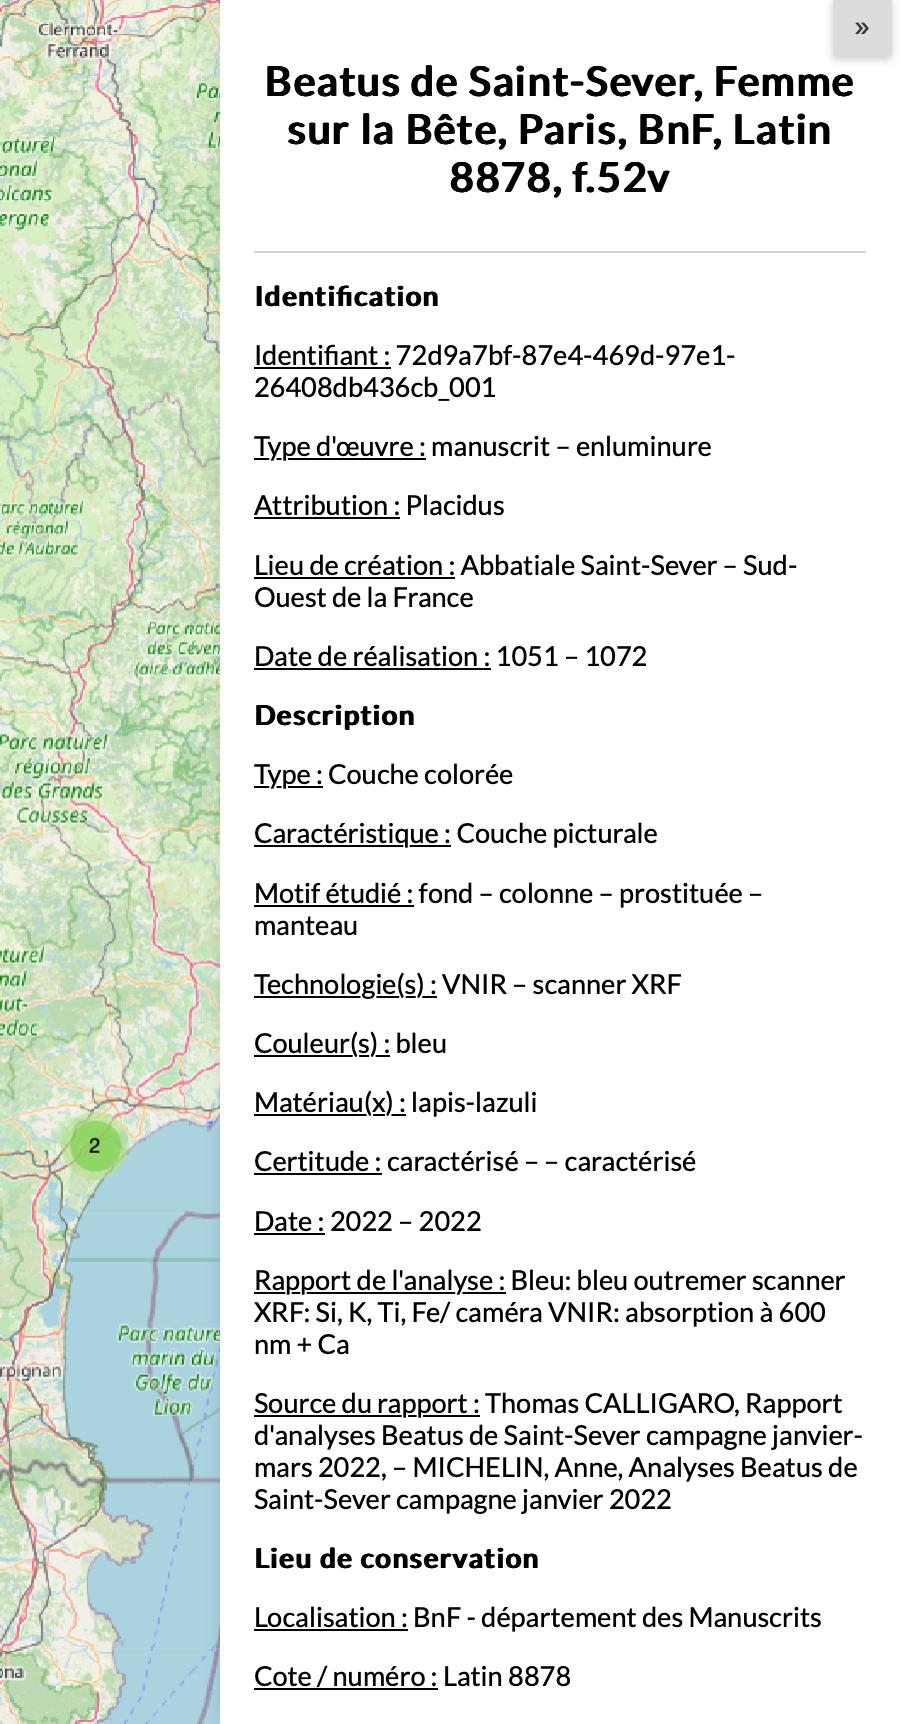 Clermont-
Ferrand
Pa
Li
aturel
onal
olcans
ergne
arc naturel
régional
de l'Aubrac
Parc natio
des Céven
(aire d'adhé
Parc naturel
régional
des Grands
Causses
aturel
nal
aut-
edoc
2
Parc nature
marin du
Golfe du
Lion
rpignan
ona
»
Beatus de Saint-Sever, Femme
sur la Bête, Paris, BnF, Latin
8878, f.52v
Identification
Identifiant : 72d9a7bf-87e4-469d-97e1-
26408db436cb_001
Type d'œuvre : manuscrit – enluminure
Attribution : Placidus
Lieu de création : Abbatiale Saint-Sever – Sud-
Ouest de la France
Date de réalisation : 1051 – 1072
Description
Type : Couche colorée
Caractéristique : Couche picturale
Motif étudié : fond – colonne – prostituée –
manteau
Technologie(s) : VNIR – scanner XRF
Couleur(s) : bleu
Matériau(x) : lapis-lazuli
Certitude : caractérisé – – caractérisé
Date : 2022 – 2022
Rapport de l'analyse : Bleu: bleu outremer scanner
XRF: Si, K, Ti, Fe/ caméra VNIR: absorption à 600
nm + Ca
Source du rapport : Thomas CALLIGARO, Rapport
d'analyses Beatus de Saint-Sever campagne janvier-
mars 2022, – MICHELIN, Anne, Analyses Beatus de
Saint-Sever campagne janvier 2022
Lieu de conservation
Localisation : BnF - département des Manuscrits
Cote / numéro : Latin 8878